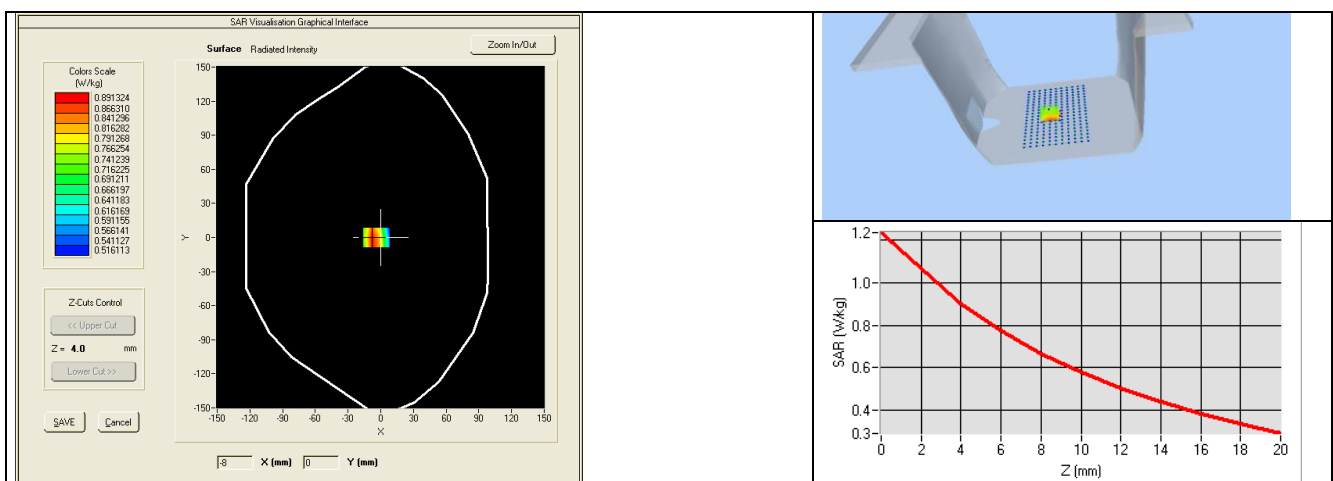 SAR Visualisation Graphical Interface
Surface Radiated Intensity
Zoom In/Out
Colors Scale
(W/kg)
0.891324
0.866310
0.841296
0.816282
0.791268
0.766254
0.741239
0.716225
0.691211
0.666197
0.641183
0.616169
0.591155
0.566141
0.541127
0.516113
Z-Cuts Control
<< Upper Cut
Z = 4.0 mm
Lower Cut >>
SAVE Cancel
150-
120-
90-
60-
30-
0-
-30-
-60-
-90-
-120-
-150-
Y
-150 -120 -90 -60 -30 0 30 60 90 120 150
X
-8 X (mm) 0 Y (mm)
1.2-
1.0-
0.8-
0.6-
0.4-
0.3-
SAR (W/kg)
0 2 4 6 8 10 12 14 16 18 20
Z (mm)